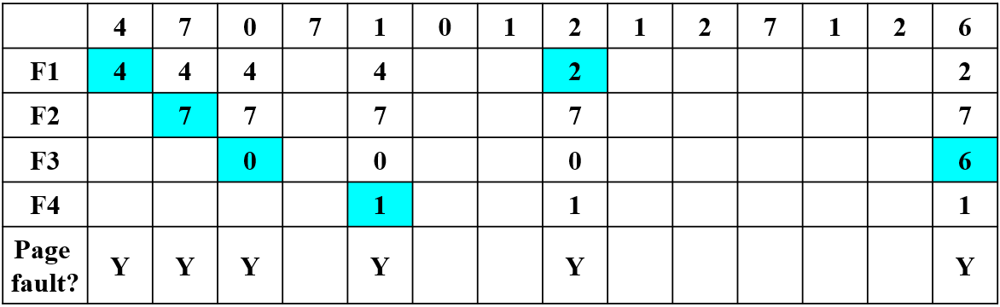 4 7 0 7 1 0 1 2 1 2 7 1 2 6
F1 4 4 4 4 2 2
F2 7 7 7 7 7
F3 0 0 0 6
F4 1 1 1
Page
fault? Y Y Y Y Y Y